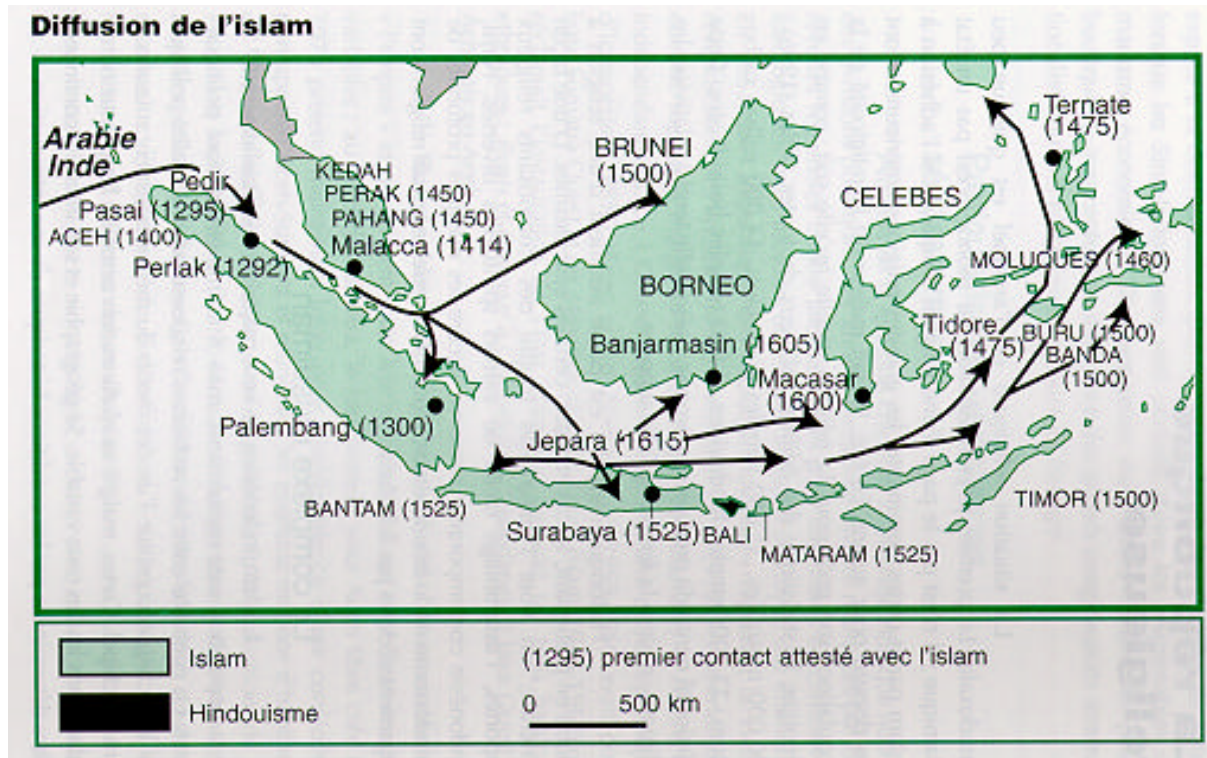 Diffusion de l'islam
Arabie
Inde
Pedir
Pasai (1295)
ACEH (1400)
Perlak (1292)
KEDAH
PERAK (1450)
PAHANG (1450)
Malacca (1414)
BRUNEI
(1500)
BORNEO
CELEBES
Ternate
(1475)
MOLUQUES (1460)
Tidore
(1475)
BURU (1500)
BANDA
(1500)
Banjarmasin (1605)
Macasar
(1600)
Palembang (1300)
Jepara (1615)
BANTAM (1525)
Surabaya (1525)
BALI
MATARAM (1525)
TIMOR (1500)
Islam
(1295) premier contact attesté avec l'islam
Hindouisme
0 500 km